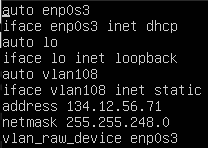 auto enp0s3
iface enp0s3 inet dhcp
auto lo
iface lo inet loopback
auto vlan108
iface vlan108 inet static
address 134.12.56.71
netmask 255.255.248.0
vlan_raw_device enp0s3